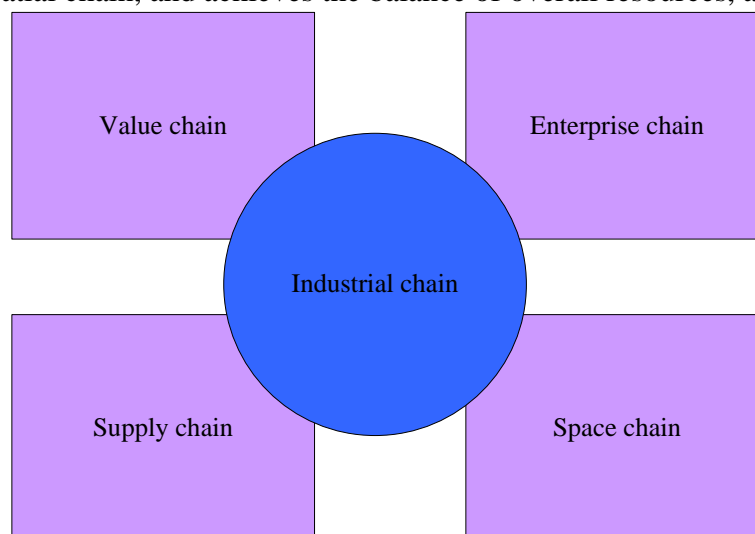 chain, and achieves the balance of overall resources,
Value chain
Enterprise chain
Industrial chain
Supply chain
Space chain